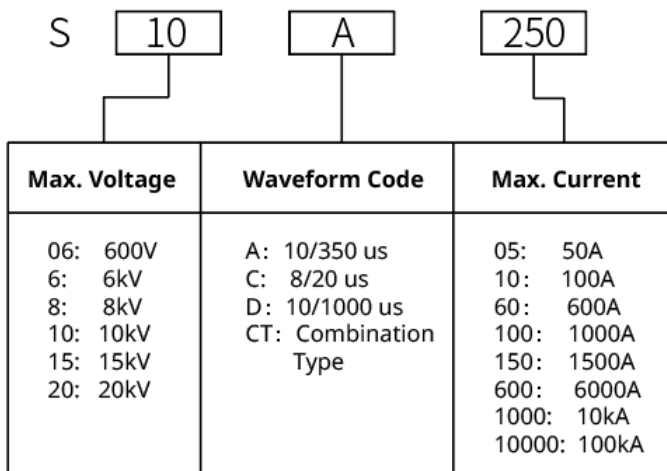 S 10 A 250
Max. Voltage Waveform Code Max. Current
06: 600V
6: 6kV
8: 8kV
10: 10kV
15: 15kV
20: 20kV
A: 10/350 us
C: 8/20 us
D: 10/1000 us
CT: Combination
Type
05: 50A
10: 100A
60: 600A
100: 1000A
150: 1500A
600: 6000A
1000: 10kA
10000: 100kA